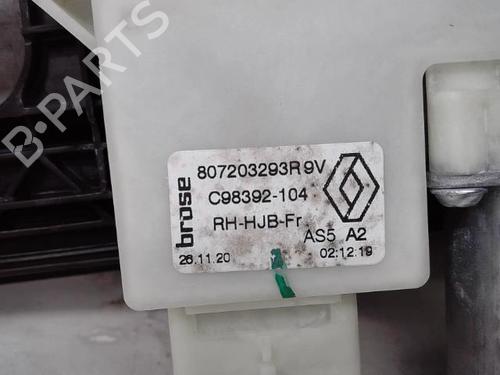 B-PARTS
brose
807203293R 9V
C98392-104
RH-HJB-Fr
AS5 A2
26.11.20 02:12:19